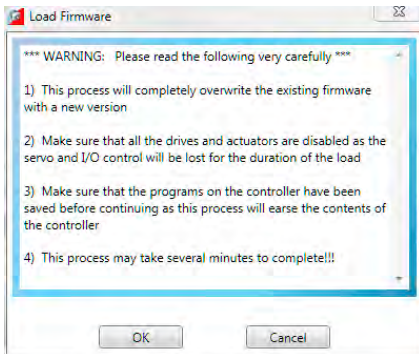 Load Firmware
*** WARNING:   Please read the following very carefully ***
1)  This process will completely overwrite the existing firmware
with a new version
2)  Make sure that all the drives and actuators are disabled as the
servo and I/O control will be lost for the duration of the load
3)  Make sure that the programs on the controller have been
saved before continuing as this process will earse the contents of
the controller
4)  This process may take several minutes to complete!!!
OK
Cancel